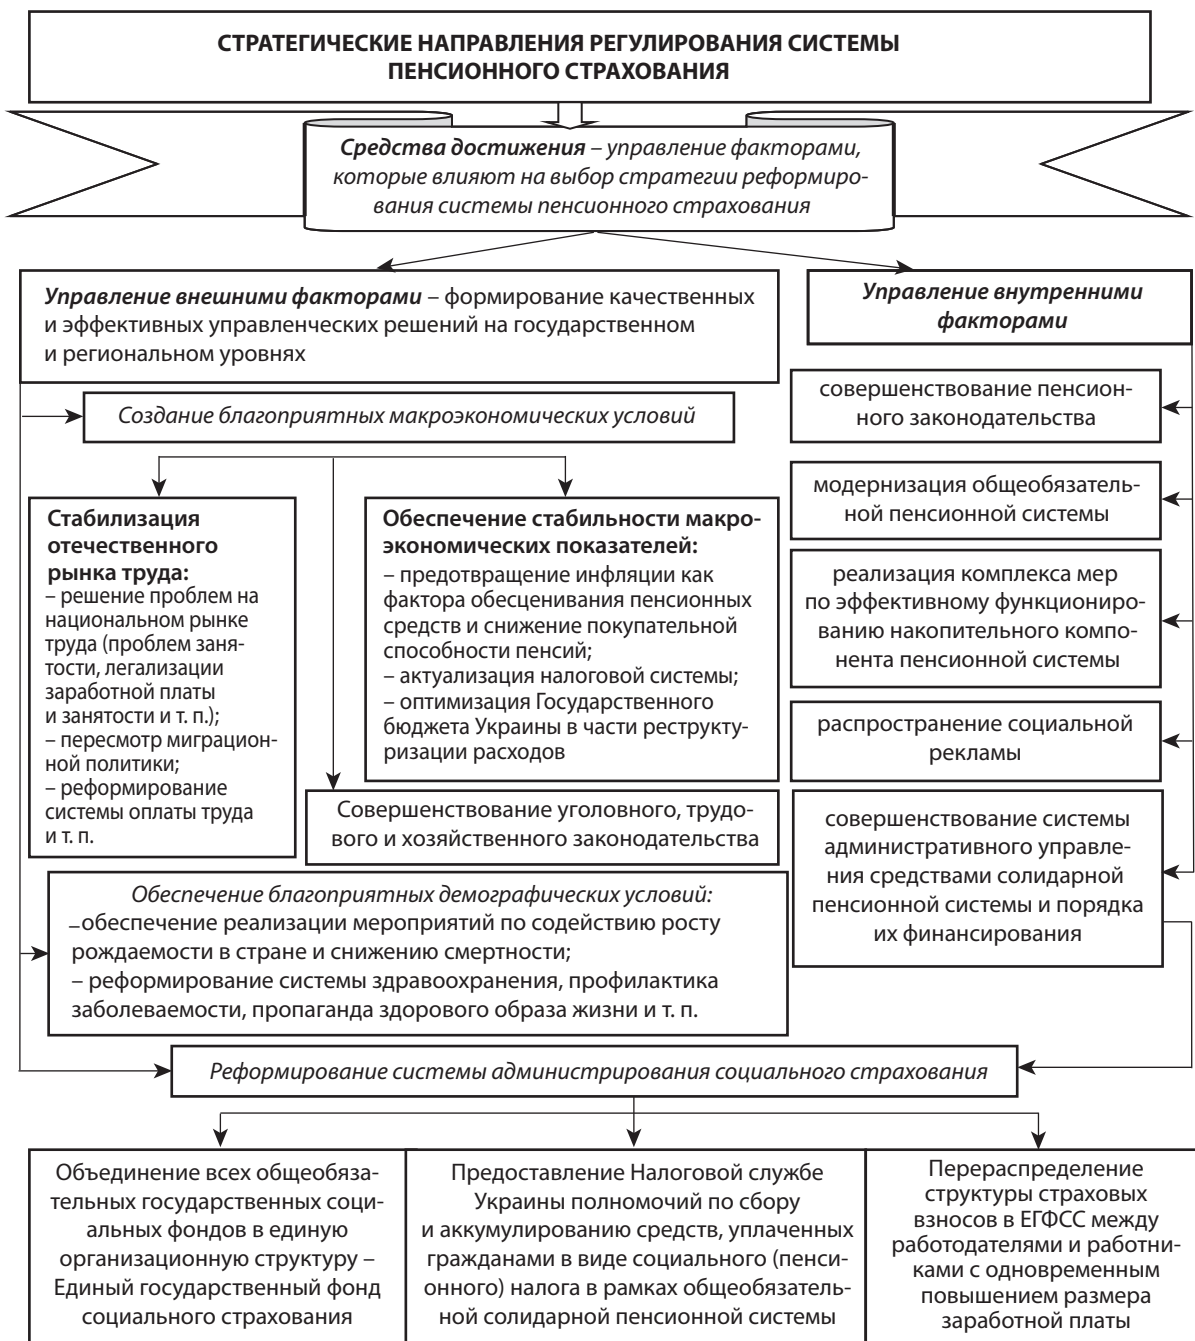 СТРАТЕГИЧЕСКИЕ НАПРАВЛЕНИЯ РЕГУЛИРОВАНИЯ СИСТЕМЫ
ПЕНСИОННОГО СТРАХОВАНИЯ
Средства достижения – управление факторами,
которые влияют на выбор стратегии реформиро-
вания системы пенсионного страхования
Управление внешними факторами – формирование качественных
и эффективных управленческих решений на государственном
и региональном уровнях
Управление внутренними
факторами
Создание благоприятных макроэкономических условий
Стабилизация
отечественного
рынка труда:
– решение проблем на
национальном рынке
труда (проблем заня-
тости, легализации
заработной платы
и занятости и т. п.);
– пересмотр миграцион-
ной политики;
– реформирование
системы оплаты труда
и т. п.
Обеспечение стабильности макро-
экономических показателей:
– предотвращение инфляции как
фактора обесценивания пенсионных
средств и снижение покупательной
способности пенсий;
– актуализация налоговой системы;
– оптимизация Государственного
бюджета Украины в части реструкту-
ризации расходов
Совершенствование уголовного, трудо-
вого и хозяйственного законодательства
Обеспечение благоприятных демографических условий:
– обеспечение реализации мероприятий по содействию росту
рождаемости в стране и снижению смертности;
– реформирование системы здравоохранения, профилактика
заболеваемости, пропаганда здорового образа жизни и т. п.
совершенствование пенсион-
ного законодательства
модернизация общеобязатель-
ной пенсионной системы
реализация комплекса мер
по эффективному функциониро-
ванию накопительного компо-
нента пенсионной системы
распространение социальной
рекламы
совершенствование системы
административного управле-
ния средствами солидарной
пенсионной системы и порядка
их финансирования
Реформирование системы администрирования социального страхования
Объединение всех общеобяза-
тельных государственных соци-
альных фондов в единую
организационную структуру –
Единый государственный фонд
социального страхования
Предоставление Налоговой службе
Украины полномочий по сбору
и аккумулированию средств, уплаченных
гражданами в виде социального (пенси-
онного) налога в рамках общеобязатель-
ной солидарной пенсионной системы
Перераспределение
структуры страховых
взносов в ЕГФСС между
работодателями и работни-
ками с одновременным
повышением размера
заработной платы